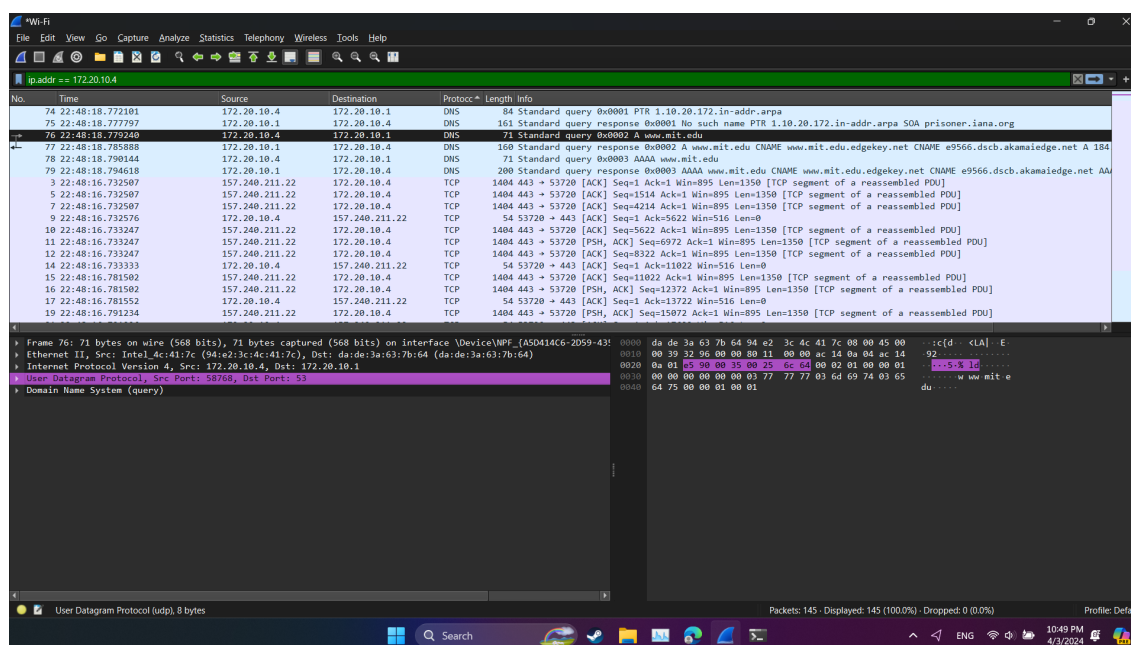 *Wi-Fi
File Edit View Go Capture Analyze Statistics Telephony Wireless Tools Help
ip.addr == 172.20.10.4
No. Time Source Destination Protocc Length Info
74 22:48:18.772101 172.20.10.4 172.20.10.1 DNS 84 Standard query 0x0001 PTR 1.10.20.172.in-addr.arpa
75 22:48:18.777797 172.20.10.1 172.20.10.4 DNS 161 Standard query response 0x0001 No such name PTR 1.10.20.172.in-addr.arpa SOA prisoner.iana.org
76 22:48:18.779240 172.20.10.4 172.20.10.1 DNS 71 Standard query 0x0002 A www.mit.edu
77 22:48:18.785888 172.20.10.1 172.20.10.4 DNS 160 Standard query response 0x0002 A www.mit.edu CNAME www.mit.edu.edgekey.net CNAME e9566.dscb.akamaiedge.net A 184
78 22:48:18.790144 172.20.10.4 172.20.10.1 DNS 71 Standard query 0x0003 AAAA www.mit.edu
79 22:48:18.794618 172.20.10.1 172.20.10.4 DNS 200 Standard query response 0x0003 AAAA www.mit.edu CNAME www.mit.edu.edgekey.net CNAME e9566.dscb.akamaiedge.net AAA
3 22:48:16.732507 157.240.211.22 172.20.10.4 TCP 1404 443 → 53720 [ACK] Seq=1 Ack=1 Win=895 Len=1350 [TCP segment of a reassembled PDU]
5 22:48:16.732507 157.240.211.22 172.20.10.4 TCP 1404 443 → 53720 [ACK] Seq=1514 Ack=1 Win=895 Len=1350 [TCP segment of a reassembled PDU]
7 22:48:16.732507 157.240.211.22 172.20.10.4 TCP 1404 443 → 53720 [ACK] Seq=4214 Ack=1 Win=895 Len=1350 [TCP segment of a reassembled PDU]
9 22:48:16.732576 172.20.10.4 157.240.211.22 TCP 54 53720 → 443 [ACK] Seq=1 Ack=5622 Win=516 Len=0
10 22:48:16.733247 157.240.211.22 172.20.10.4 TCP 1404 443 → 53720 [ACK] Seq=5622 Ack=1 Win=895 Len=1350 [TCP segment of a reassembled PDU]
11 22:48:16.733247 157.240.211.22 172.20.10.4 TCP 1404 443 → 53720 [PSH, ACK] Seq=6972 Ack=1 Win=895 Len=1350 [TCP segment of a reassembled PDU]
12 22:48:16.733247 157.240.211.22 172.20.10.4 TCP 1404 443 → 53720 [ACK] Seq=8322 Ack=1 Win=895 Len=1350 [TCP segment of a reassembled PDU]
14 22:48:16.733333 172.20.10.4 157.240.211.22 TCP 54 53720 → 443 [ACK] Seq=1 Ack=11022 Win=516 Len=0
15 22:48:16.781502 157.240.211.22 172.20.10.4 TCP 1404 443 → 53720 [ACK] Seq=11022 Ack=1 Win=895 Len=1350 [TCP segment of a reassembled PDU]
16 22:48:16.781502 157.240.211.22 172.20.10.4 TCP 1404 443 → 53720 [PSH, ACK] Seq=12372 Ack=1 Win=895 Len=1350 [TCP segment of a reassembled PDU]
17 22:48:16.781552 172.20.10.4 157.240.211.22 TCP 54 53720 → 443 [ACK] Seq=1 Ack=13722 Win=516 Len=0
19 22:48:16.791234 157.240.211.22 172.20.10.4 TCP 1404 443 → 53720 [PSH, ACK] Seq=15072 Ack=1 Win=895 Len=1350 [TCP segment of a reassembled PDU]
Frame 76: 71 bytes on wire (568 bits), 71 bytes captured (568 bits) on interface \Device\NPF_{A5D414C6-2D59-435
Ethernet II, Src: Intel_4c:41:7c (94:e2:3c:4c:41:7c), Dst: da:de:3a:63:7b:64 (da:de:3a:63:7b:64)
Internet Protocol Version 4, Src: 172.20.10.4, Dst: 172.20.10.1
User Datagram Protocol, Src Port: 58768, Dst Port: 53
Domain Name System (query)
0000 da de 3a 63 7b 64 94 e2 3c 4c 41 7c 08 00 45 00 ··:c{d·· <LA|··E·
0010 00 39 32 96 00 00 80 11 00 00 ac 14 0a 04 ac 14 ·92·············
0020 0a 01 e5 90 00 35 00 25 6c 64 00 02 01 00 00 01 ·····5·% ld······
0030 00 00 00 00 00 00 03 77 77 77 03 6d 69 74 03 65 ·······w ww·mit·e
0040 64 75 00 00 01 00 01 du·····
User Datagram Protocol (udp), 8 bytes
Packets: 145 · Displayed: 145 (100.0%) · Dropped: 0 (0.0%)
Profile: Defa
Search
ENG
10:49 PM
4/3/2024